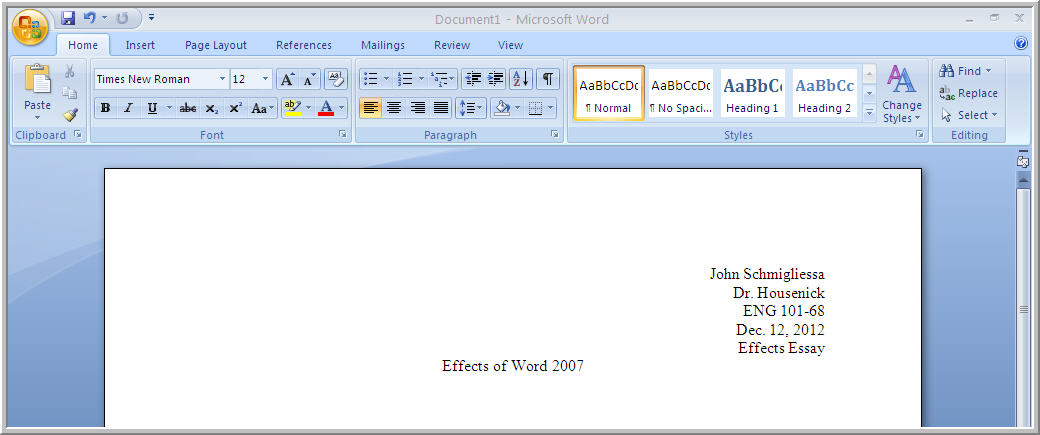 Document1 - Microsoft Word
Home Insert Page Layout References Mailings Review View
Paste
Clipboard
Times New Roman 12
B I U abc x₂ x² Aa
Font
Paragraph
AaBbCcDc AaBbCcDc AaBbCc AaBbCc
¶ Normal ¶ No Spaci... Heading 1 Heading 2
Change Styles
Styles
Find
Replace
Select
Editing
John Schmigliessa
Dr. Housenick
ENG 101-68
Dec. 12, 2012
Effects Essay
Effects of Word 2007